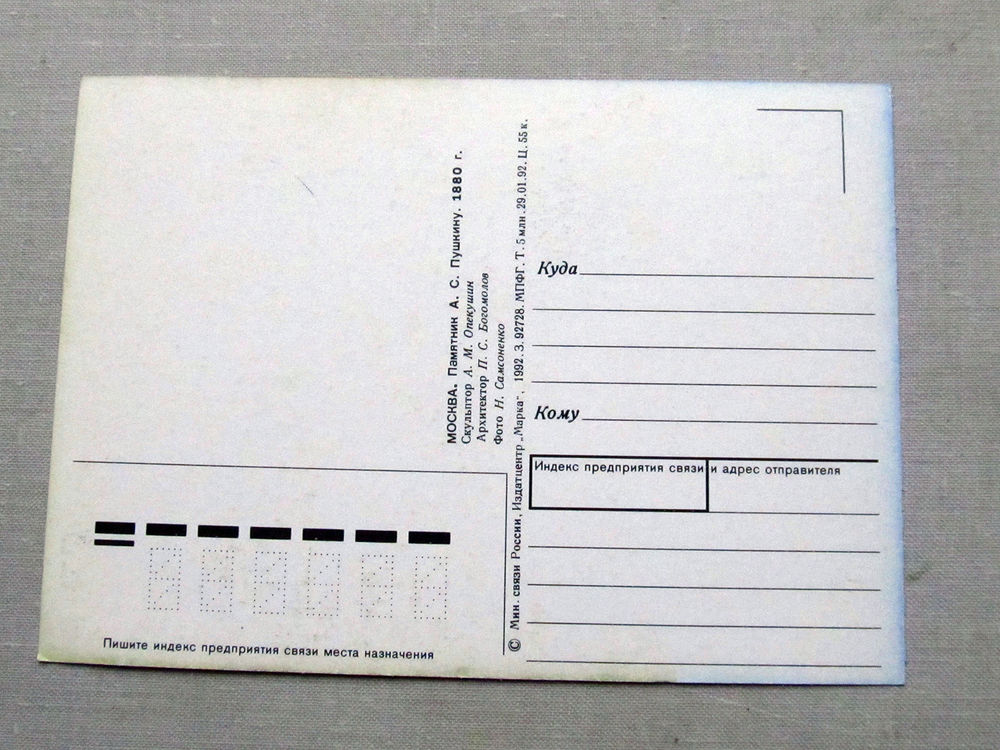 МОСКВА. Памятник А. С. Пушкину. 1880 г.
Скульптор А. М. Опекушин
Архитектор П. С. Богомолов
Фото Н. Самсоненко
© Мин. связи России, Издатцентр „Марка“, 1992. З. 92728. МПФГ. Т. 5 млн. 29.01.92. Ц. 55 к.
Куда
Кому
Индекс предприятия связи и адрес отправителя
Пишите индекс предприятия связи места назначения